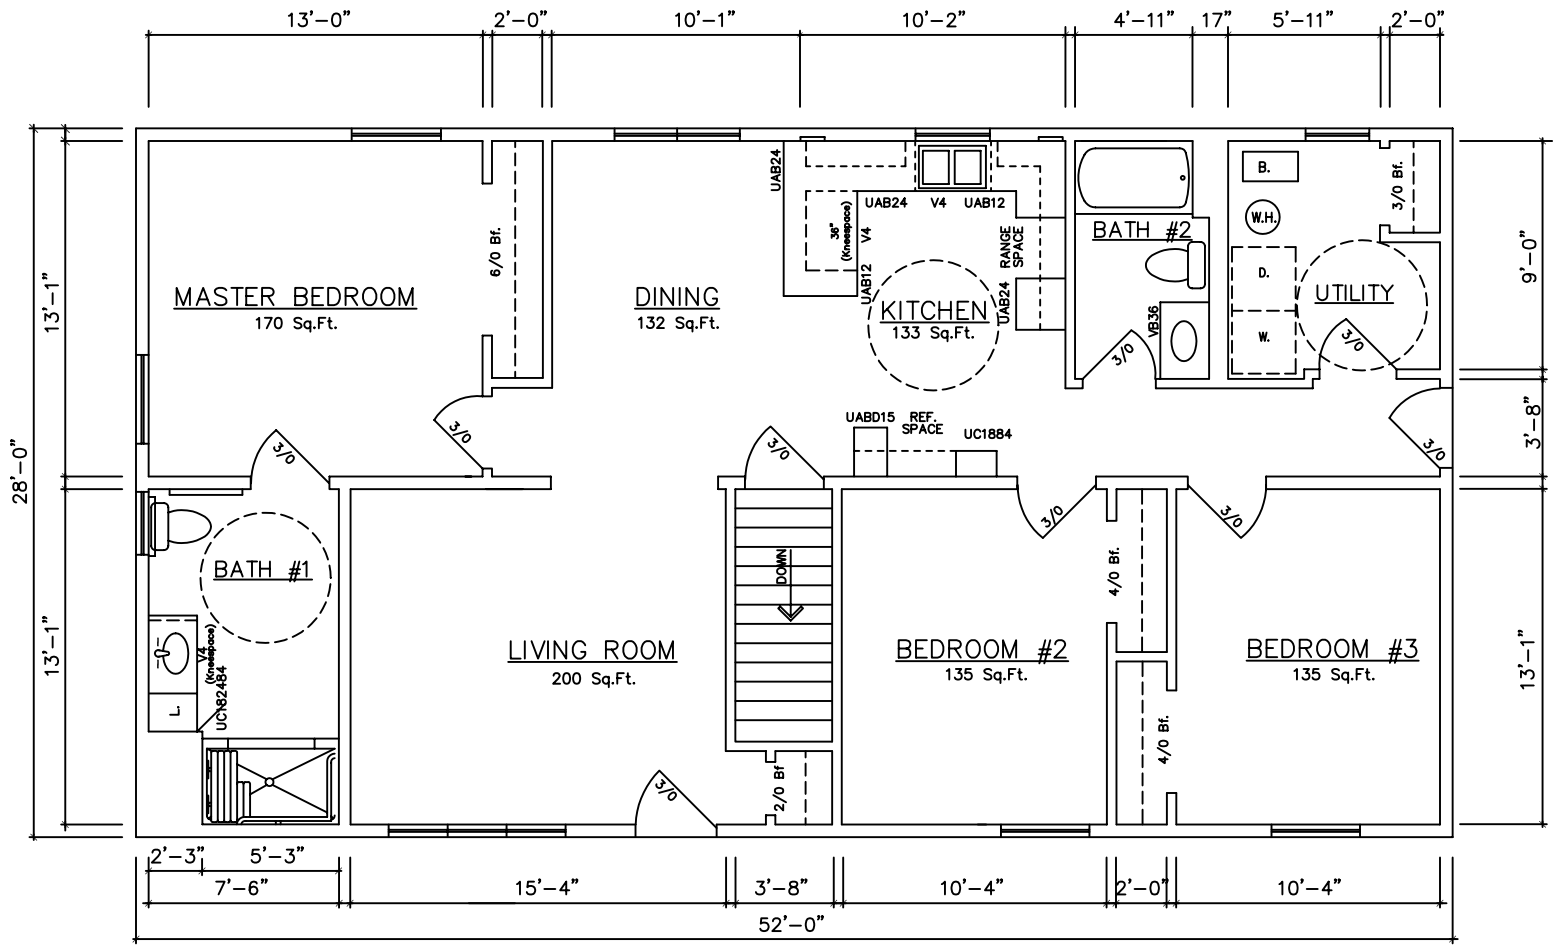 13'-0" 2'-0" 10'-1" 10'-2" 4'-11" 17" 5'-11" 2'-0"
UAB24
B.
3/0 Bf.
36"
(Kneespace)
V4
UAB24 V4 UAB12
W.H.
BATH #2
RANGE
SPACE
6/0 Bf.
9'-0"
D.
UAB12
UAB24
13'-1"
MASTER BEDROOM
170 Sq.Ft.
DINING
132 Sq.Ft.
KITCHEN
133 Sq.Ft.
UTILITY
VB36
W.
3/0
3/0
3/0
UABD15
REF.
SPACE
UC1884
3'-8"
3/0
3/0
3/0
28'-0"
3/0
3/0
BATH #1
DOWN
4/0 Bf.
V4
(Kneespace)
UC182484
L.
13'-1"
LIVING ROOM
200 Sq.Ft.
BEDROOM #2
135 Sq.Ft.
BEDROOM #3
135 Sq.Ft.
13'-1"
4/0 Bf.
2/0 Bf
3/0
2'-3" 5'-3"
7'-6" 15'-4" 3'-8" 10'-4" 2'-0" 10'-4"
52'-0"